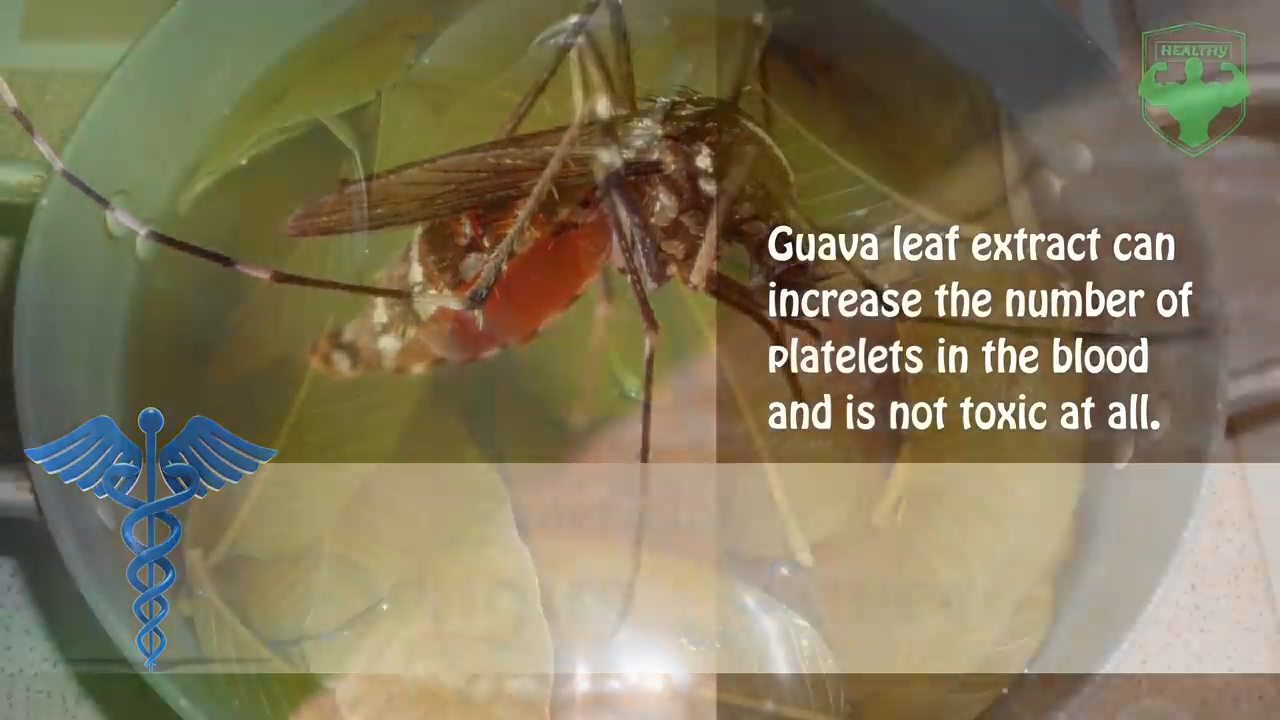 HEALTHY
Guava leaf extract can
increase the number of
platelets in the blood
and is not toxic at all.